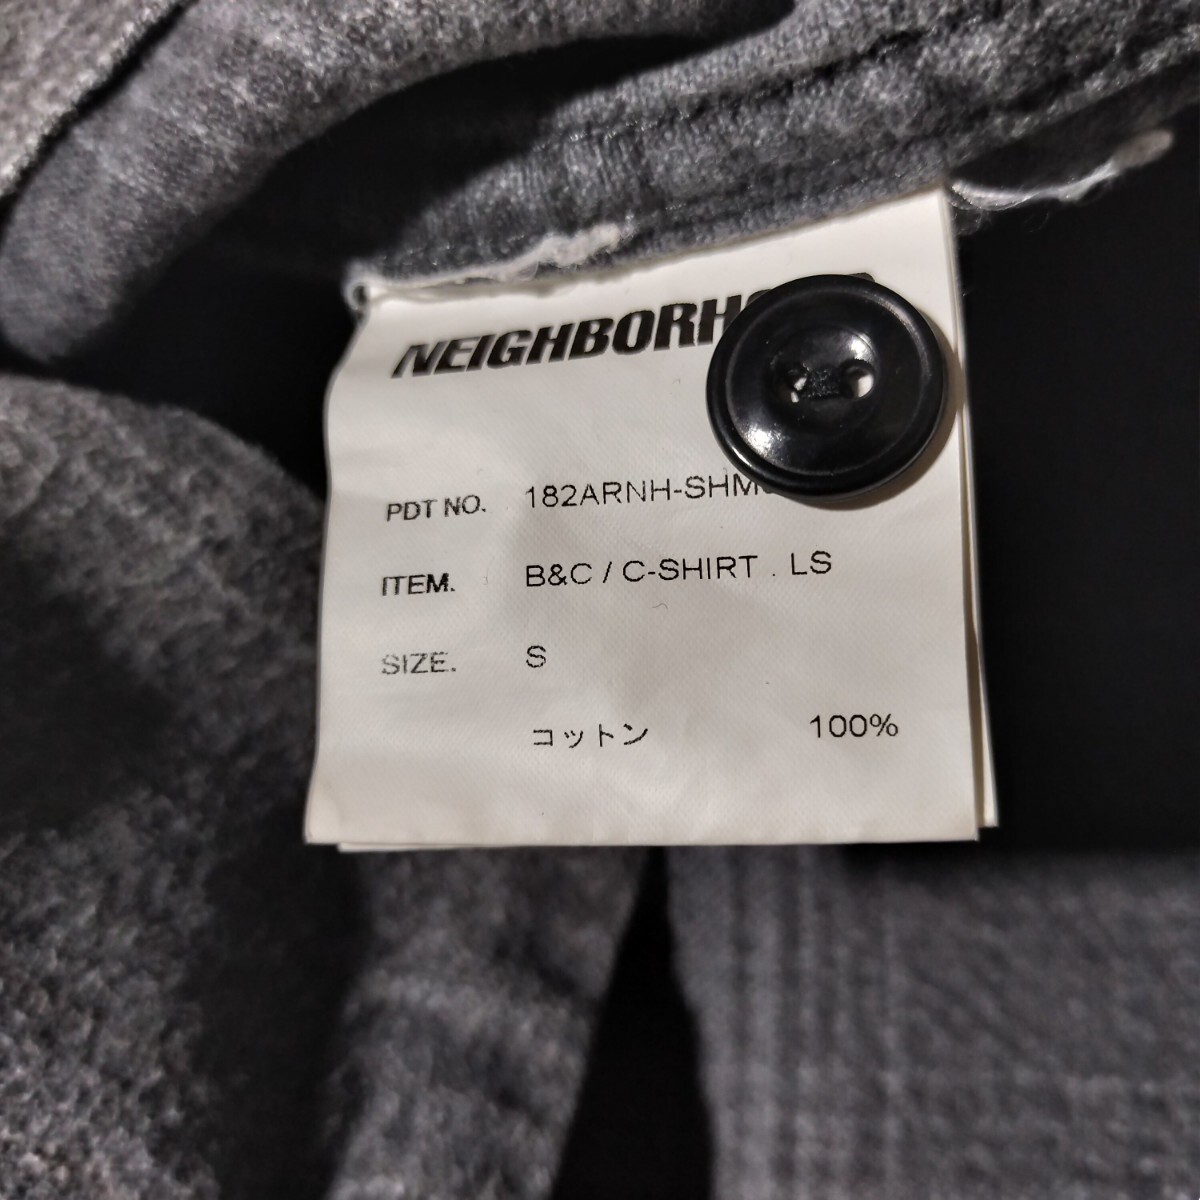 NEIGHBORH
PDT NO. 182ARNH-SHM
ITEM. B&C / C-SHIRT . LS
SIZE. S
コットン 100%